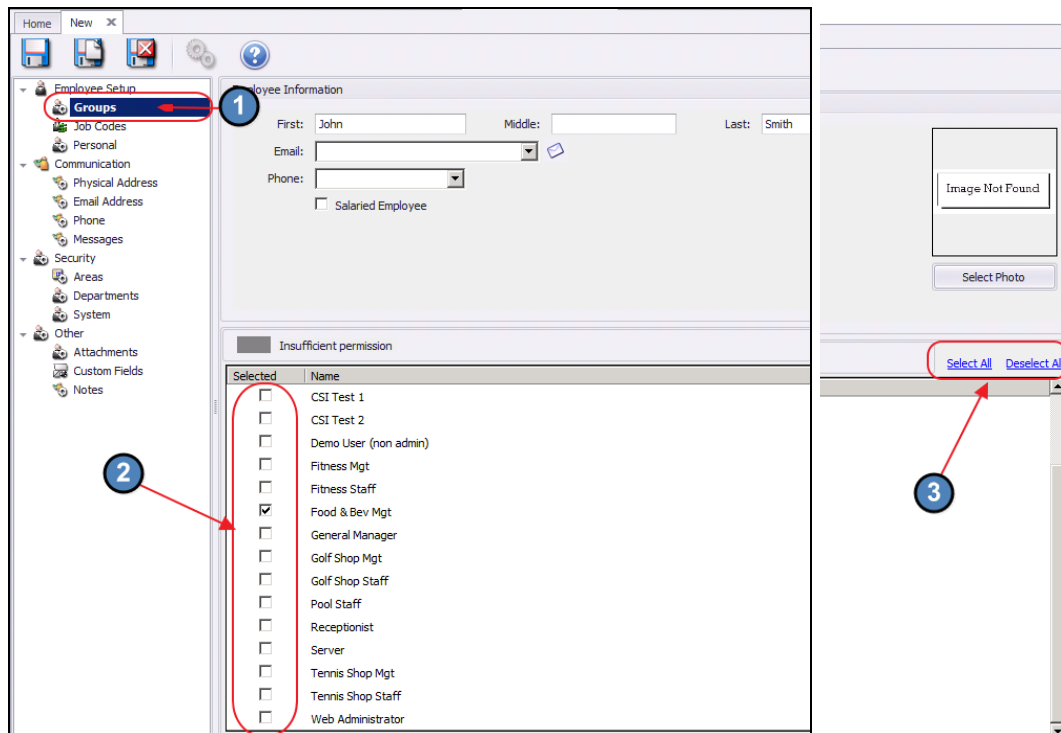 Home New
Employee Setup
Groups
Job Codes
Personal
Communication
Physical Address
Email Address
Phone
Messages
Security
Areas
Departments
System
Other
Attachments
Custom Fields
Notes
1
2
Employee Information
First: John Middle: Last: Smith
Email:
Phone:
Salaried Employee
Insufficient permission
Selected Name
CSI Test 1
CSI Test 2
Demo User (non admin)
Fitness Mgt
Fitness Staff
Food & Bev Mgt
General Manager
Golf Shop Mgt
Golf Shop Staff
Pool Staff
Receptionist
Server
Tennis Shop Mgt
Tennis Shop Staff
Web Administrator
Image Not Found
Select Photo
Select All Deselect Al
3